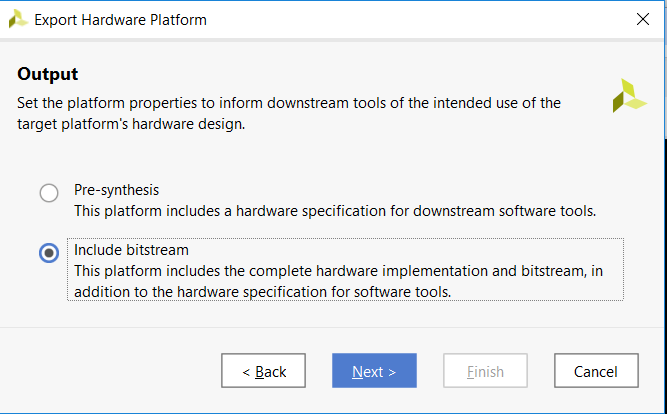 Export Hardware Platform
Output
Set the platform properties to inform downstream tools of the intended use of the
target platform's hardware design.
Pre-synthesis
This platform includes a hardware specification for downstream software tools.
Include bitstream
This platform includes the complete hardware implementation and bitstream, in
addition to the hardware specification for software tools.
< Back Next > Finish Cancel